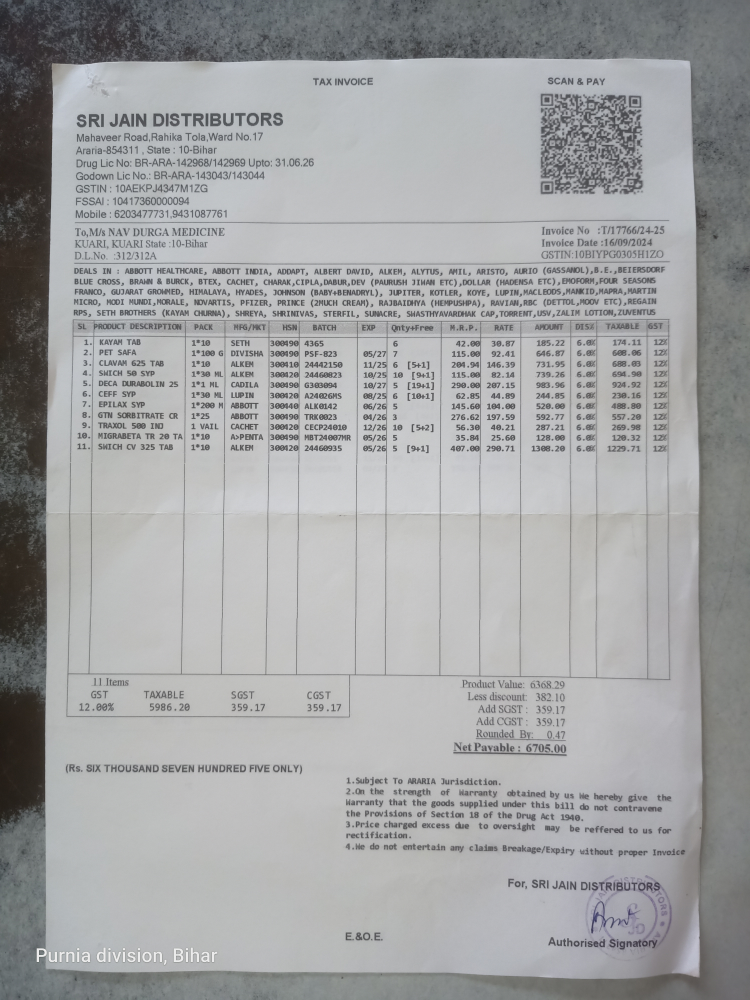 TAX INVOICE
SCAN & PAY
SRI JAIN DISTRIBUTORS
Mahaveer Road,Rahika Tola,Ward No.17
Araria-854311 , State : 10-Bihar
Drug Lic No: BR-ARA-142968/142969 Upto: 31.06.26
Godown Lic No.: BR-ARA-143043/143044
GSTIN : 10AEKPJ4347M1ZG
FSSAI : 10417360000094
Mobile : 6203477731,9431087761
To,M/s NAV DURGA MEDICINE
KUARI, KUARI State :10-Bihar
D.L.No. :312/312A
Invoice No :T/17766/24-25
Invoice Date :16/09/2024
GSTIN:10BIYPG0305H1ZO
DEALS IN : ABBOTT HEALTHCARE, ABBOTT INDIA, ADDAPT, ALBERT DAVID, ALKEM, ALYTUS, AMIL, ARISTO, AURIO (GASSANOL),B.E.,BEIERSDORF
BLUE CROSS, BRAWN & BURCK, BTEX, CACHET, CHARAK,CIPLA,DABUR,DEV (PAURUSH JIWAN ETC),DOLLAR (HADENSA ETC),EMOFORM,FOUR SEASONS
FRANCO, GUJARAT GROWMED, HIMALAYA, HYADES, JOHNSON (BABY+BENADRYL), JUPITER, KOTLER, KOYE, LUPIN,MACLEODS,MANKID,MAPRA,MARTIN
MICRO, MODI MUNDI,MORALE, NOVARTIS, PFIZER, PRINCE (2MUCH CREAM), RAJBAIDHYA (HEMPUSHPA), RAVIAN,RBC (DETTOL,MOOV ETC),REGAIN
RPS, SETH BROTHERS (KAYAM CHURNA), SHREYA, SHRINIVAS, STERFIL, SUNACRE, SWASTHYAVARDHAK CAP,TORRENT,USV,ZALIM LOTION,ZUVENTUS
SL PRODUCT DESCRIPTION PACK MFG/MKT HSN BATCH EXP Qnty+Free M.R.P. RATE AMOUNT DIS% TAXABLE GST
1. KAYAM TAB 1*10 SETH 300490 4365 6 42.00 30.87 185.22 6.0% 174.11 12%
2. PET SAFA 1*100 G DIVISHA 300490 PSF-823 05/27 7 115.00 92.41 646.87 6.0% 608.06 12%
3. CLAVAM 625 TAB 1*10 ALKEM 300410 24442150 11/25 6 [5+1] 204.94 146.39 731.95 6.0% 688.03 12%
4. SWICH 50 SYP 1*30 ML ALKEM 300420 24460823 10/25 10 [9+1] 115.00 82.14 739.26 6.0% 694.90 12%
5. DECA DURABOLIN 25 1*1 ML CADILA 300490 6303094 10/27 5 [19+1] 290.00 207.15 983.96 6.0% 924.92 12%
6. CEFF SYP 1*30 ML LUPIN 300420 A24026MS 08/25 6 [10+1] 62.85 44.89 244.85 6.0% 230.16 12%
7. EPILAX SYP 1*200 M ABBOTT 300440 ALK0142 06/26 5 145.60 104.00 520.00 6.0% 488.80 12%
8. GTN SORBITRATE CR 1*25 ABBOTT 300490 TRK0023 04/26 3 276.62 197.59 592.77 6.0% 557.20 12%
9. TRAXOL 500 INJ 1 VAIL CACHET 300420 CECP24010 12/26 10 [5+2] 56.30 40.21 287.21 6.0% 269.98 12%
10. MIGRABETA TR 20 TA 1*10 A>PENTA 300490 MBT24007MR 05/26 5 35.84 25.60 128.00 6.0% 120.32 12%
11. SWICH CV 325 TAB 1*10 ALKEM 300420 24460935 05/26 5 [9+1] 407.00 290.71 1308.20 6.0% 1229.71 12%
11 Items
GST TAXABLE SGST CGST
12.00% 5986.20 359.17 359.17
Product Value: 6368.29
Less discount: 382.10
Add SGST : 359.17
Add CGST : 359.17
Rounded By: 0.47
Net Payable : 6705.00
(Rs. SIX THOUSAND SEVEN HUNDRED FIVE ONLY)
1.Subject To ARARIA Jurisdiction.
2.On the strength of Warranty obtained by us We hereby give the
Warranty that the goods supplied under this bill do not contravene
the Provisions of Section 18 of the Drug Act 1940.
3.Price charged excess due to oversight may be reffered to us for
rectification.
4.We do not entertain any claims Breakage/Expiry without proper Invoice
For, SRI JAIN DISTRIBUTORS
Authorised Signatory
E.&O.E.
Purnia division, Bihar